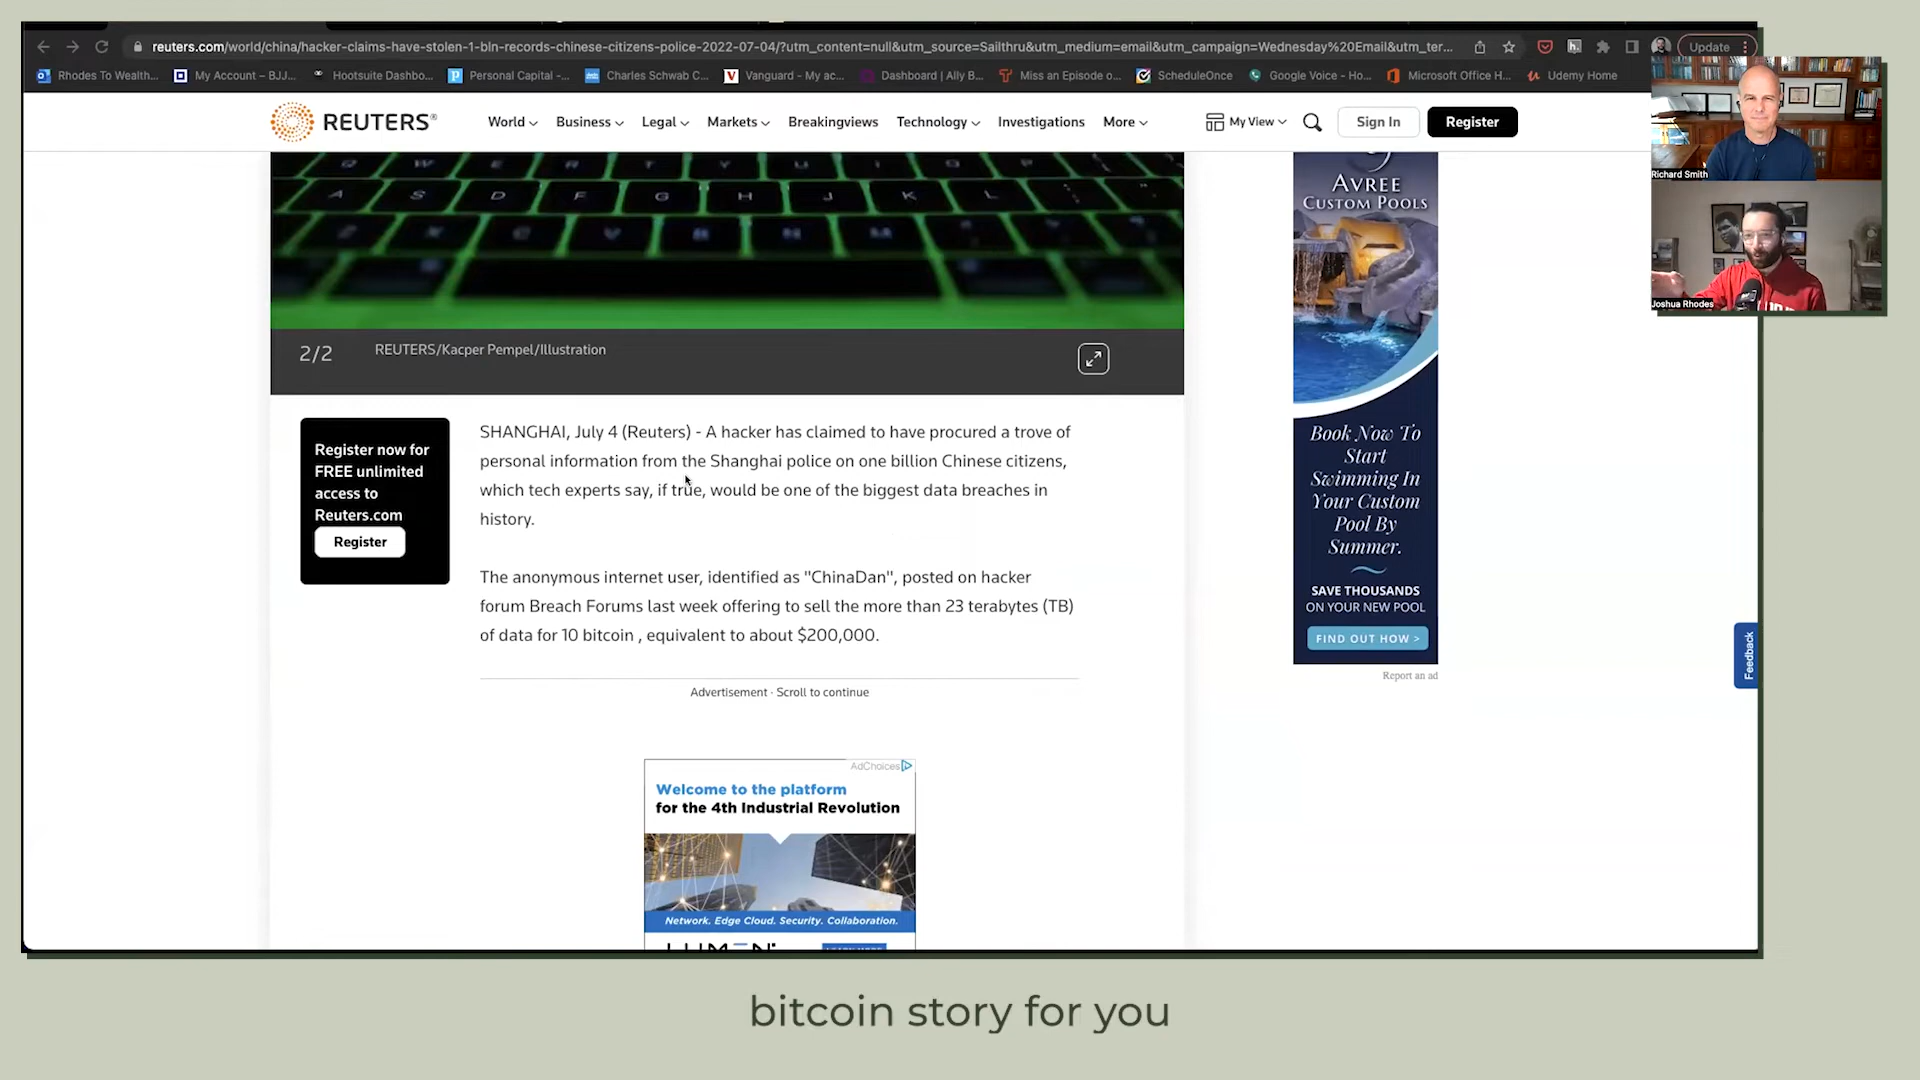 reuters.com/world/china/hacker-claims-have-stolen-1-bln-records-chinese-citizens-police-2022-07-04/?utm_content=null&utm_source=Sailthru&utm_medium=email&utm_campaign=Wednesday%20Email&utm_ter...
Update
Rhodes To Wealth...
My Account – BJJ...
Hootsuite Dashbo...
Personal Capital -...
Charles Schwab C...
Vanguard - My ac...
Dashboard | Ally B...
Miss an Episode o...
ScheduleOnce
Google Voice - Ho...
Microsoft Office H...
Udemy Home
REUTERS®
World
Business
Legal
Markets
Breakingviews
Technology
Investigations
More
My View
Sign In
Register
Richard Smith
Joshua Rhodes
Q W E R T Y U I
A S D F G H J K L
2/2
REUTERS/Kacper Pempel/Illustration
Register now for
FREE unlimited
access to
Reuters.com
Register
SHANGHAI, July 4 (Reuters) - A hacker has claimed to have procured a trove of
personal information from the Shanghai police on one billion Chinese citizens,
which tech experts say, if true, would be one of the biggest data breaches in
history.
The anonymous internet user, identified as "ChinaDan", posted on hacker
forum Breach Forums last week offering to sell the more than 23 terabytes (TB)
of data for 10 bitcoin , equivalent to about $200,000.
Advertisement · Scroll to continue
AdChoices
Welcome to the platform
for the 4th Industrial Revolution
Network. Edge Cloud. Security. Collaboration.
AVREE
CUSTOM POOLS
Book Now To
Start
Swimming In
Your Custom
Pool By
Summer.
SAVE THOUSANDS
ON YOUR NEW POOL
FIND OUT HOW >
Report an ad
Feedback
bitcoin story for you